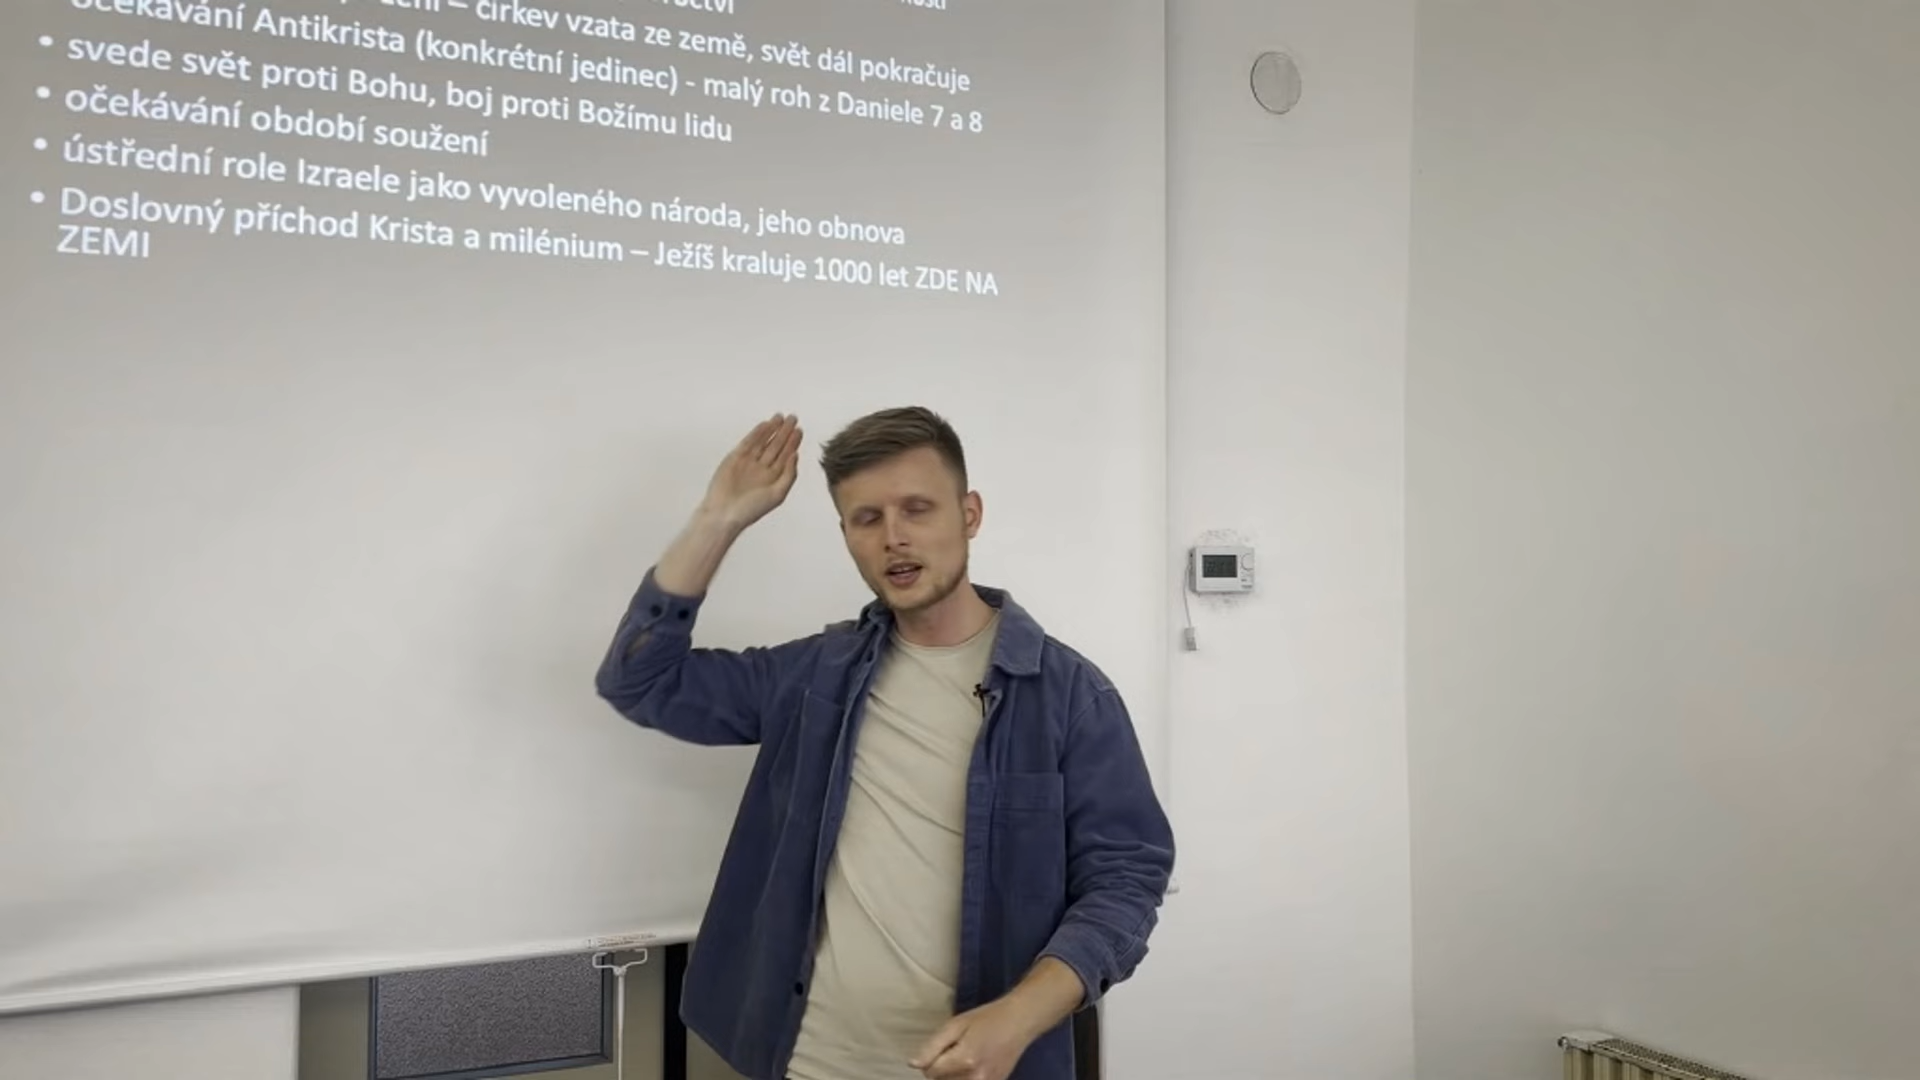 – církev vzata ze země, svět dál pokračuje
očekávání Antikrista (konkrétní jedinec) - malý roh z Daniele 7 a 8
• svede svět proti Bohu, boj proti Božímu lidu
• očekávání období soužení
• ústřední role Izraele jako vyvoleného národa, jeho obnova
• Doslovný příchod Krista a milénium – Ježíš kraluje 1000 let ZDE NA
ZEMI